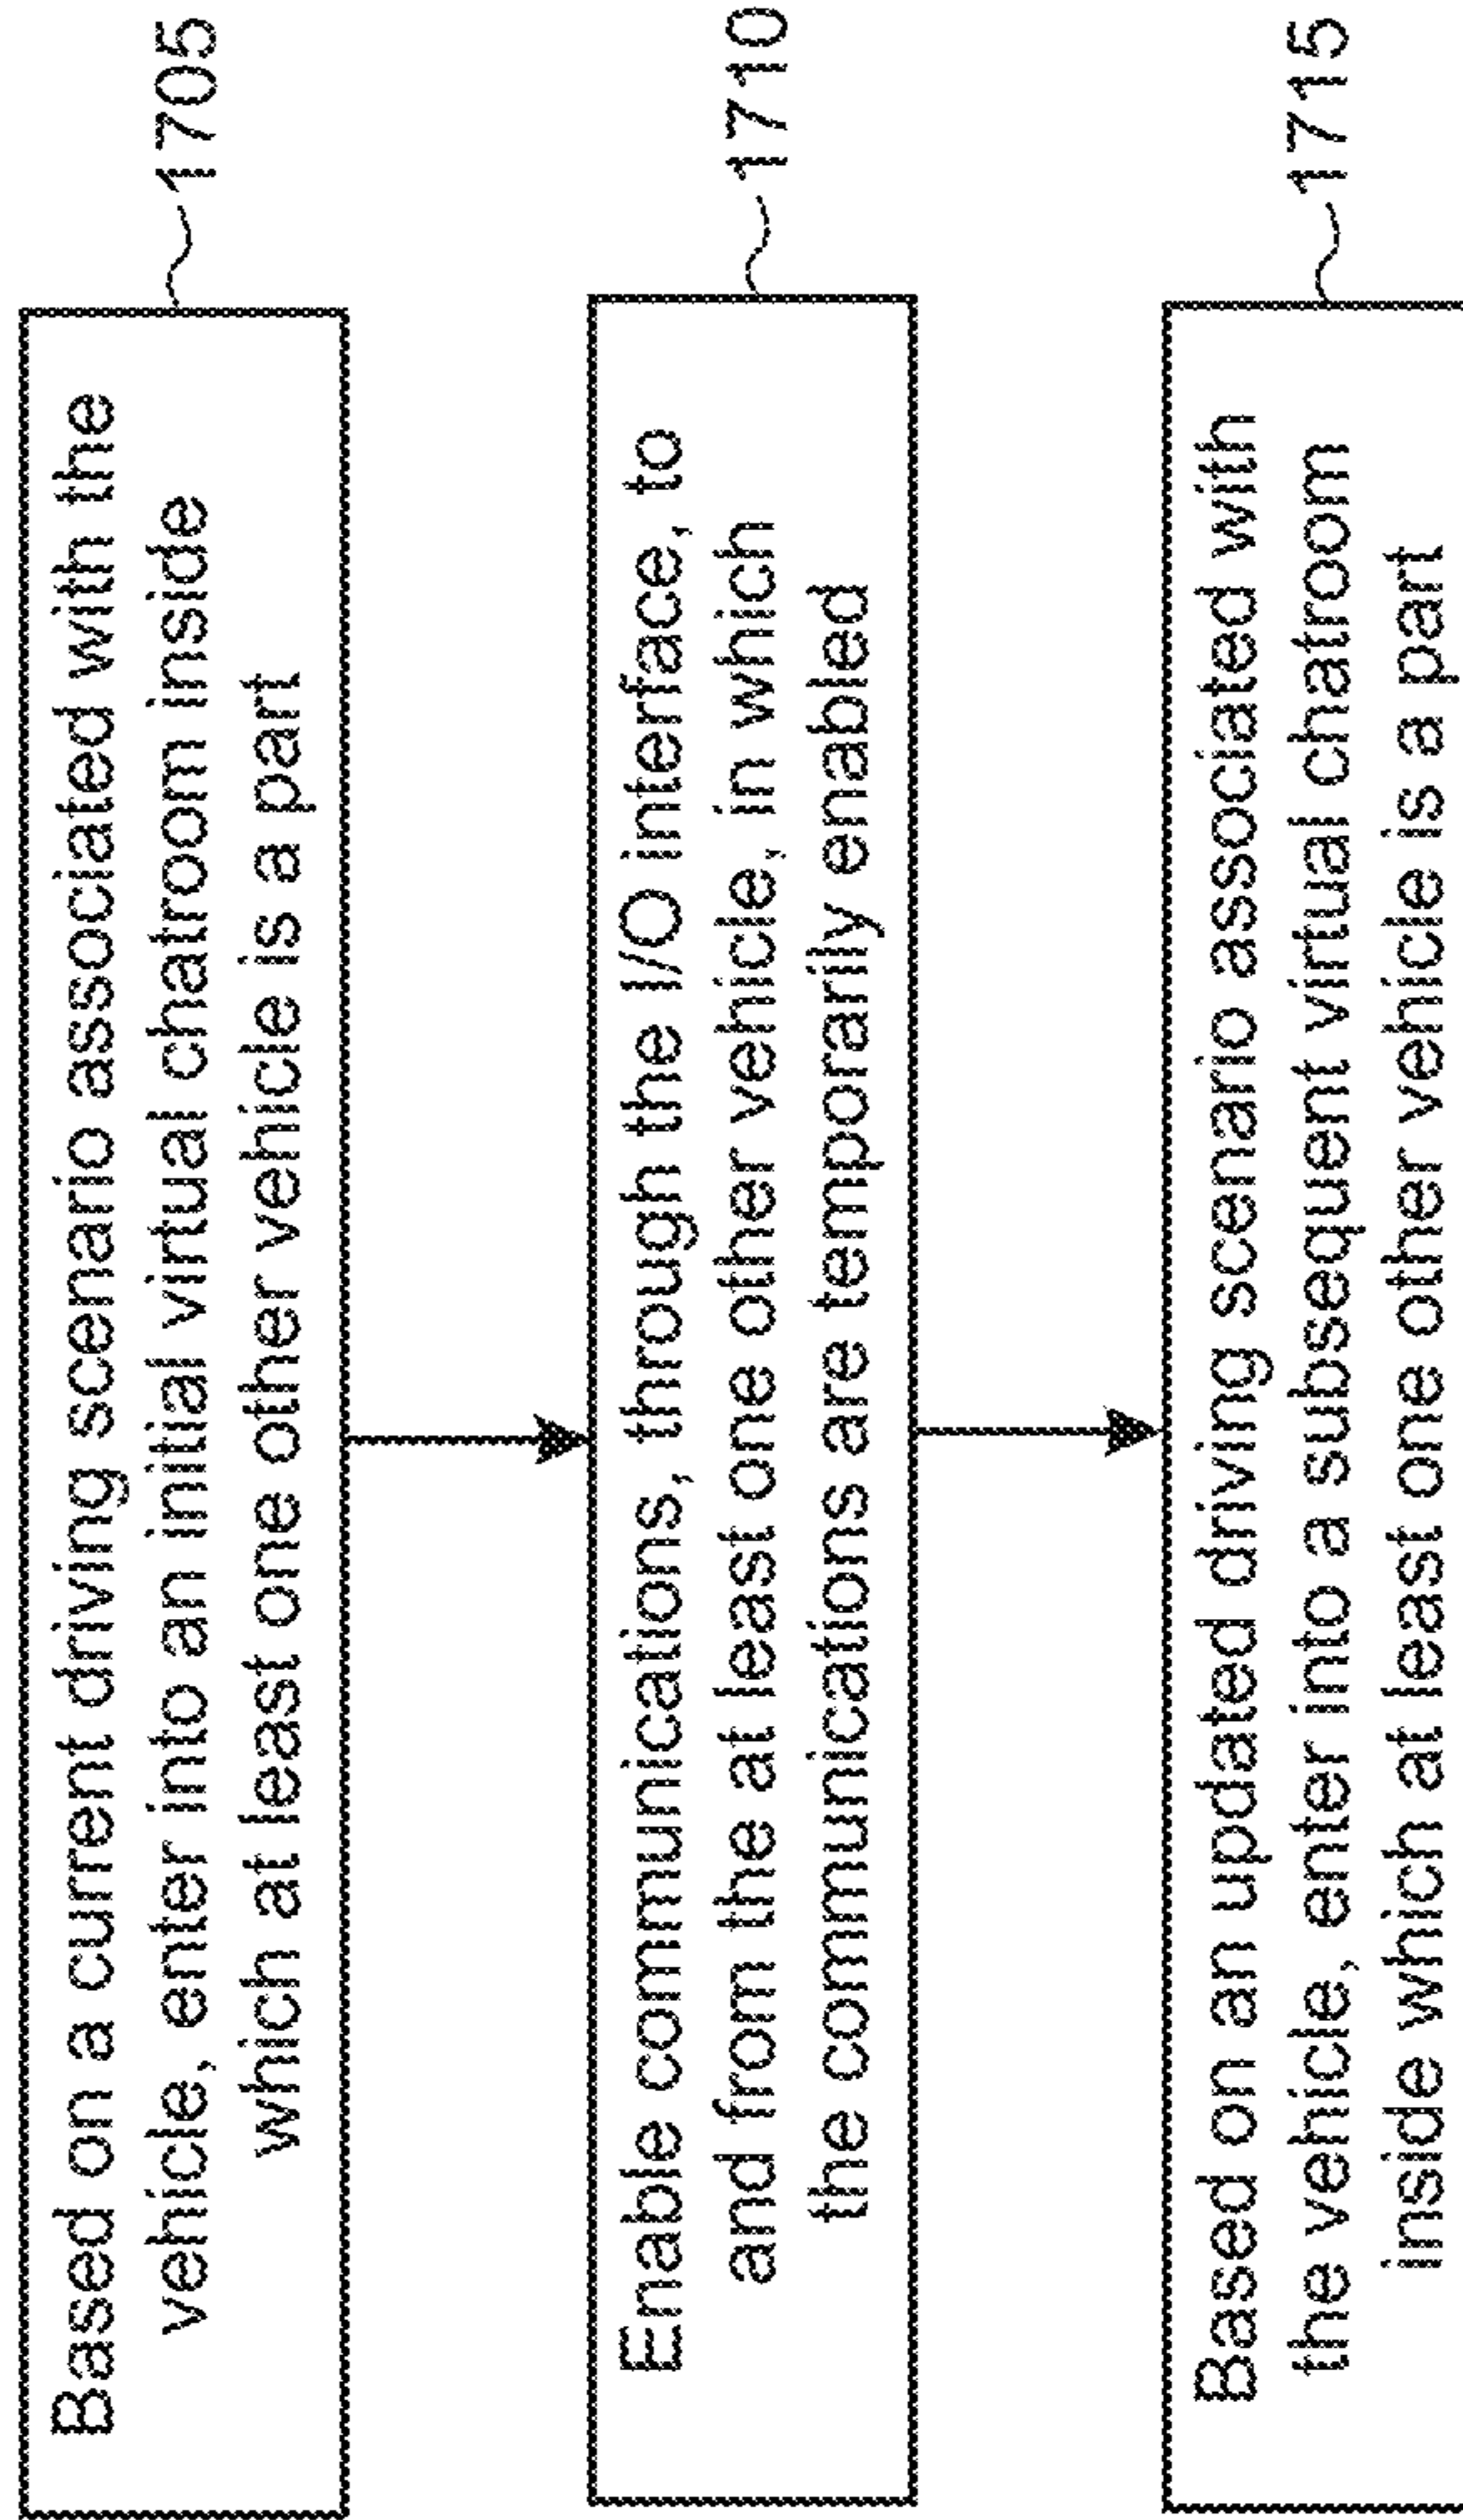 Based on a current driving scenario associated with the
vehicle, enter into an initial virtual chatroom inside
which at least one other vehicle is a part
1705
Enable communications, through the I/O interface, to
and from the at least one other vehicle, in which
the communications are temporarily enabled
1710
Based on an updated driving scenario associated with
the vehicle, enter into a subsequent virtual chatroom
inside which at least one other vehicle is a part
1715